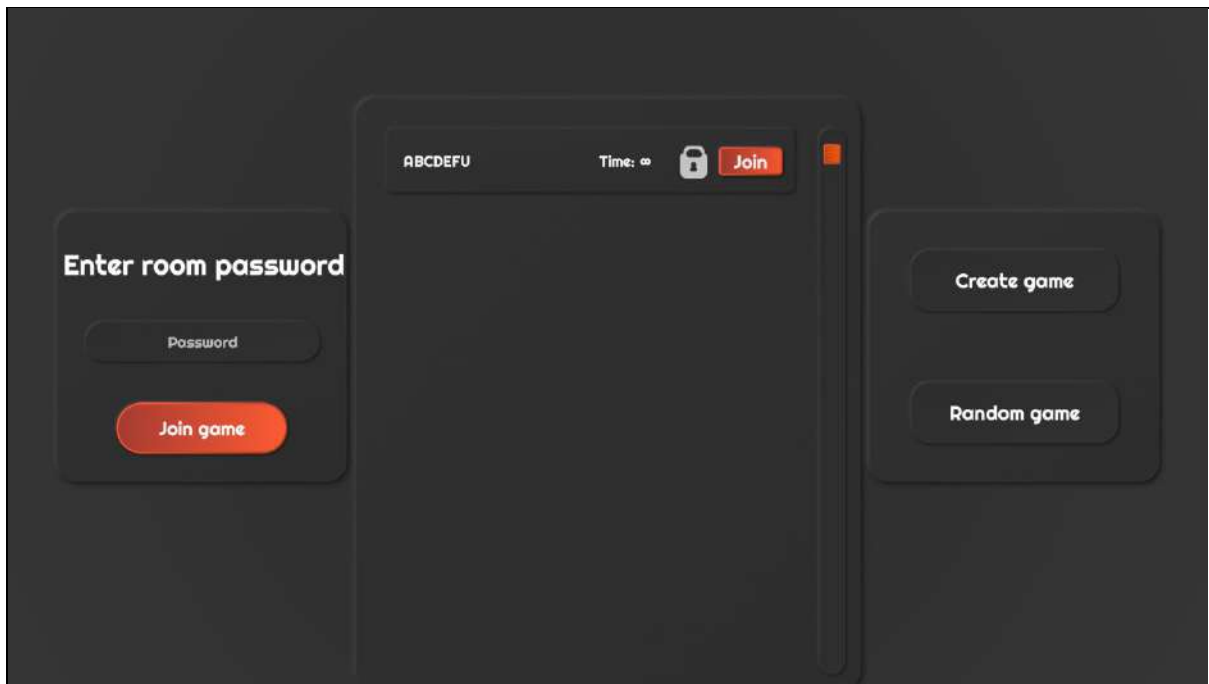 ABCDEFU Time: ∞ Join
Enter room password
Password
Join game
Create game
Random game